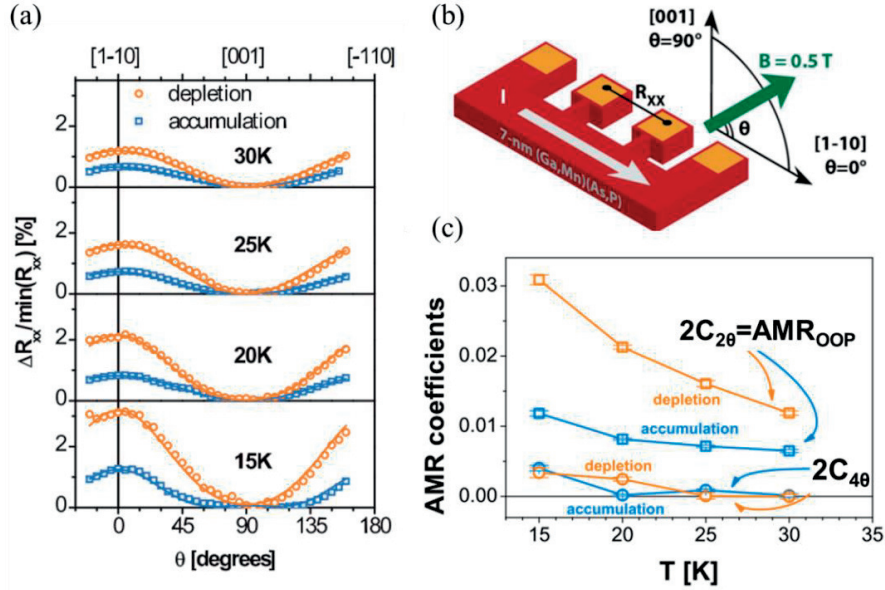 (a)
[1-10] [001] [-110]
depletion
accumulation
30K
25K
20K
15K
2
0
2
0
2
0
2
0
ΔRxx/min(Rxx) [%]
0 45 90 135 180
θ [degrees]
(b)
[001]
θ=90°
B = 0.5 T
Rxx
I
θ
7-nm (Ga,Mn)(As,P)
[1-10]
θ=0°
(c)
0.03
0.02
0.01
0.00
AMR coefficients
2C2θ=AMROOP
depletion
accumulation
depletion
2C4θ
accumulation
15 20 25 30 35
T [K]